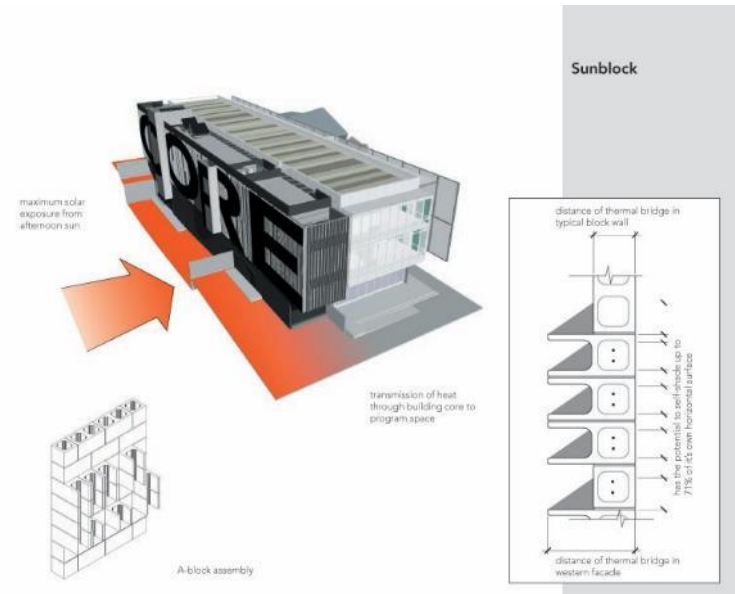 Sunblock
maximum solar
exposure from
afternoon sun
CORE
transmission of heat
through building core to
program space
A-block assembly
distance of thermal bridge in
typical block wall
has the potential to self-shade up to
71% of it's own horizontal surface
distance of thermal bridge in
western facade